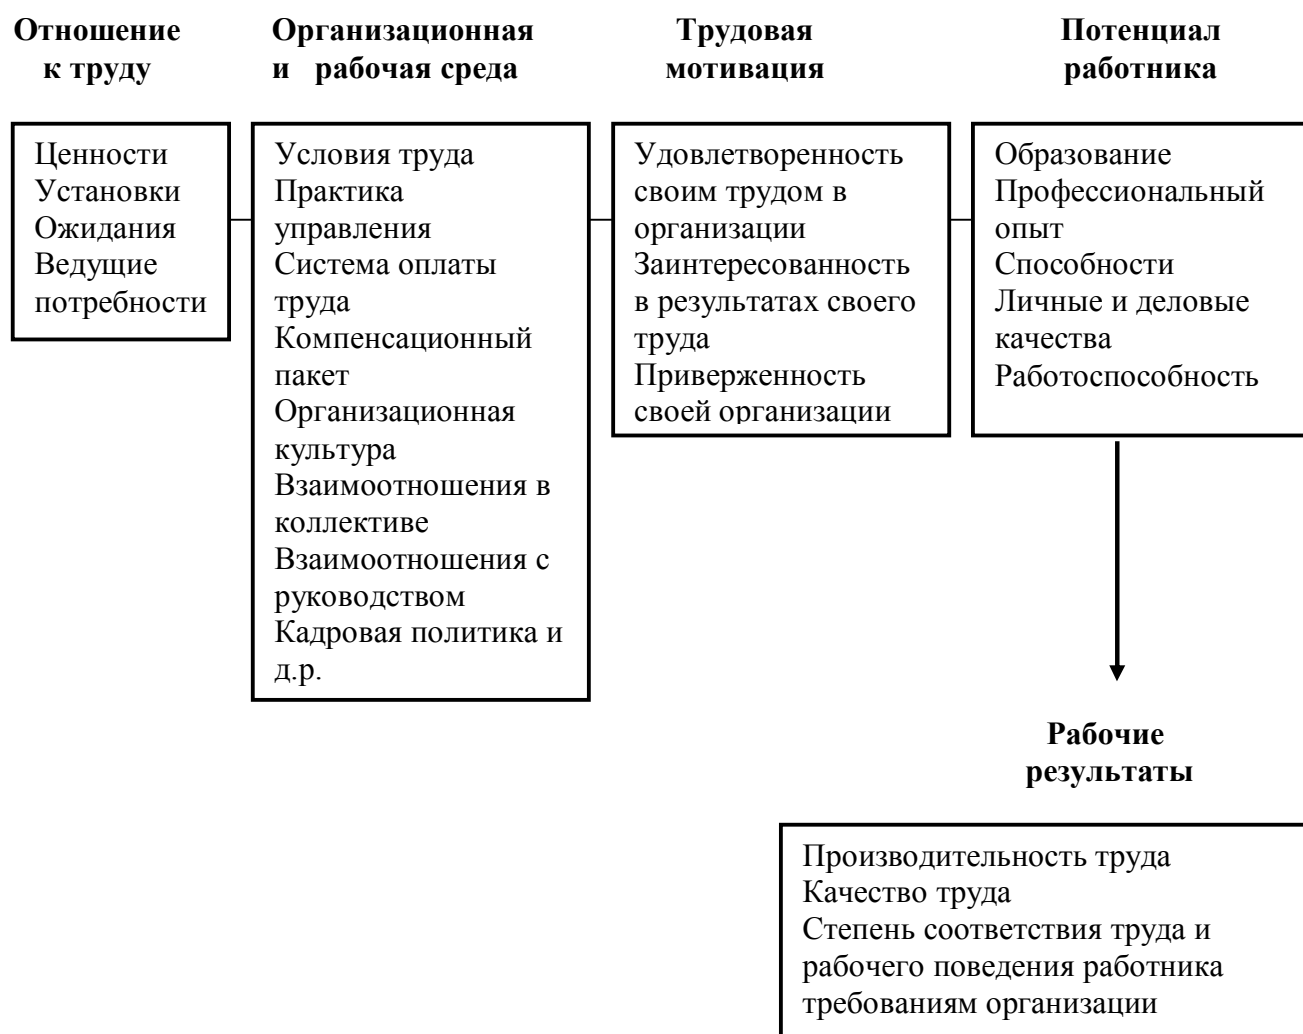 Отношение
к труду
Организационная
и рабочая среда
Трудовая
мотивация
Потенциал
работника
Ценности
Установки
Ожидания
Ведущие
потребности
Условия труда
Практика
управления
Система оплаты
труда
Компенсационный
пакет
Организационная
культура
Взаимоотношения в
коллективе
Взаимоотношения с
руководством
Кадровая политика и
д.р.
Удовлетворенность
своим трудом в
организации
Заинтересованность
в результатах своего
труда
Приверженность
своей организации
Образование
Профессиональный
опыт
Способности
Личные и деловые
качества
Работоспособность
Рабочие
результаты
Производительность труда
Качество труда
Степень соответствия труда и
рабочего поведения работника
требованиям организации